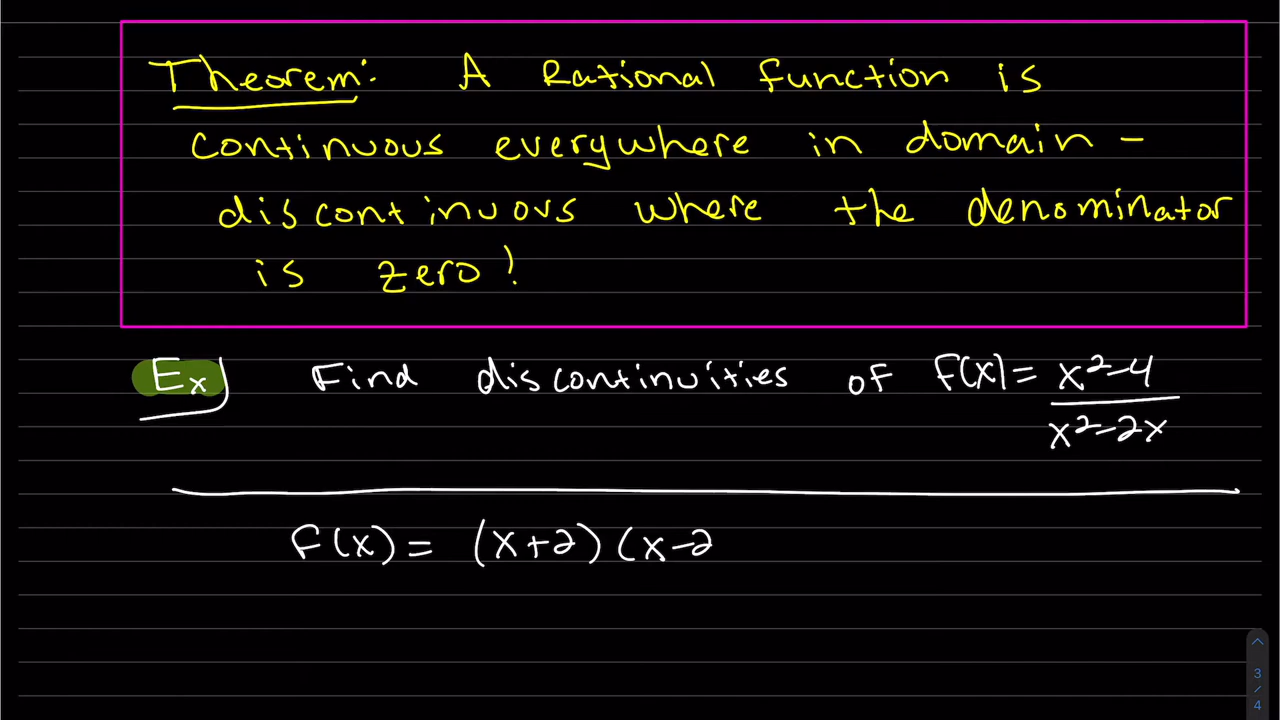 Theorem: A Rational function is
continuous everywhere in domain -
discontinuous where the denominator
is zero!
Ex) Find discontinuities of f(x) = x²-4
x²-2x
f(x) = (x+2)(x-2
3
/
4